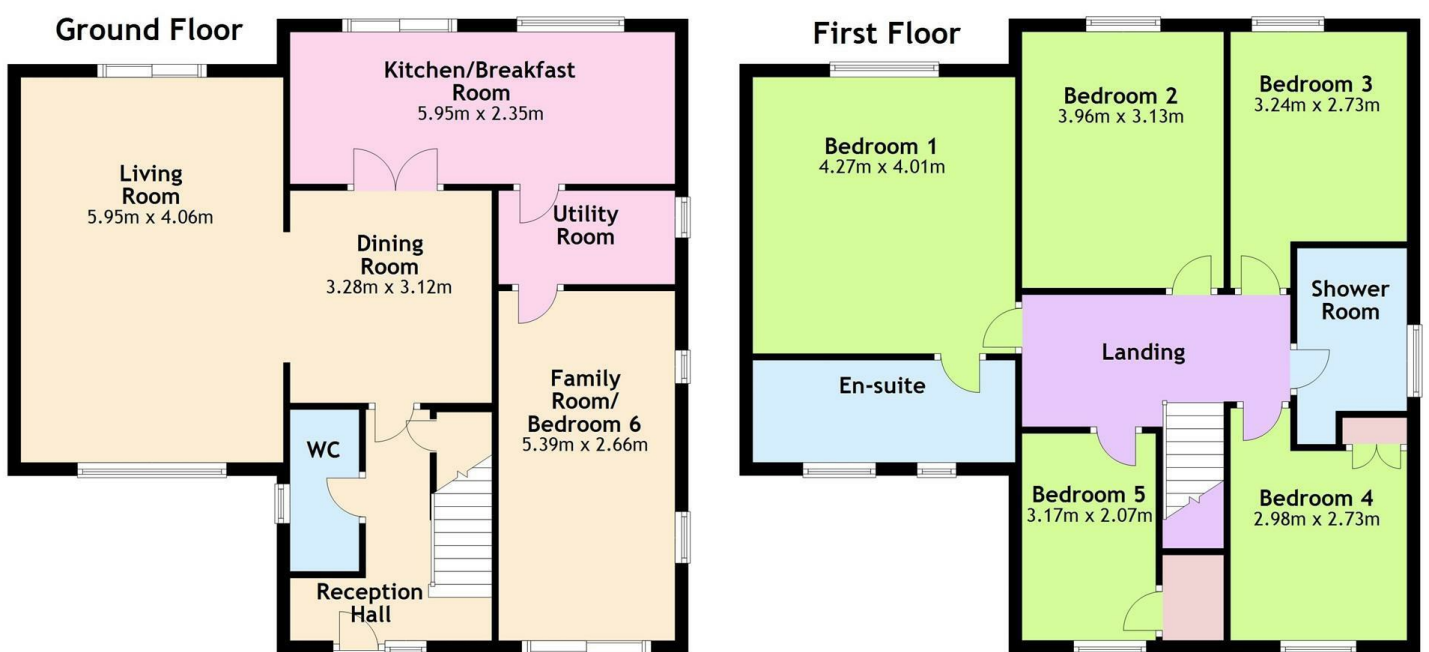 Ground Floor
Kitchen/Breakfast
Room
5.95m x 2.35m
Living
Room
5.95m x 4.06m
Dining
Room
3.28m x 3.12m
Utility
Room
Family
Room/
Bedroom 6
5.39m x 2.66m
WC
Reception
Hall
First Floor
Bedroom 1
4.27m x 4.01m
Bedroom 2
3.96m x 3.13m
Bedroom 3
3.24m x 2.73m
Shower
Room
Landing
En-suite
Bedroom 5
3.17m x 2.07m
Bedroom 4
2.98m x 2.73m